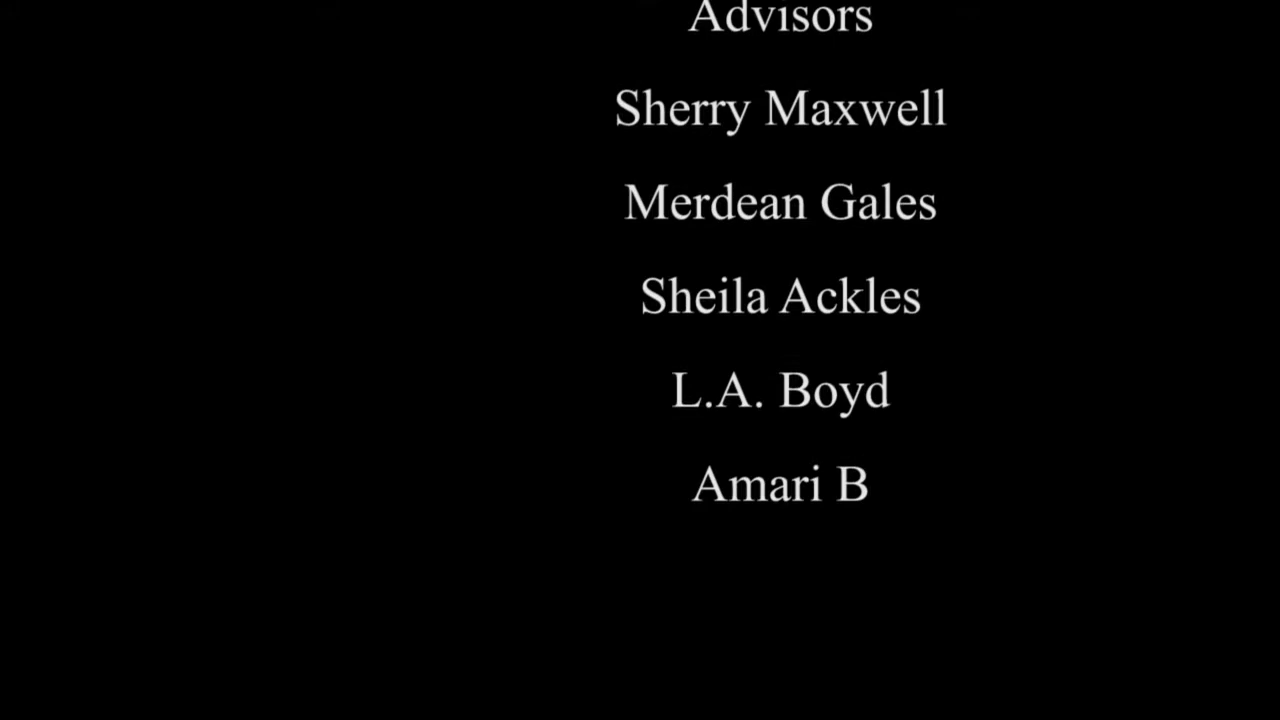 Advisors
Sherry Maxwell
Merdean Gales
Sheila Ackles
L.A. Boyd
Amari B